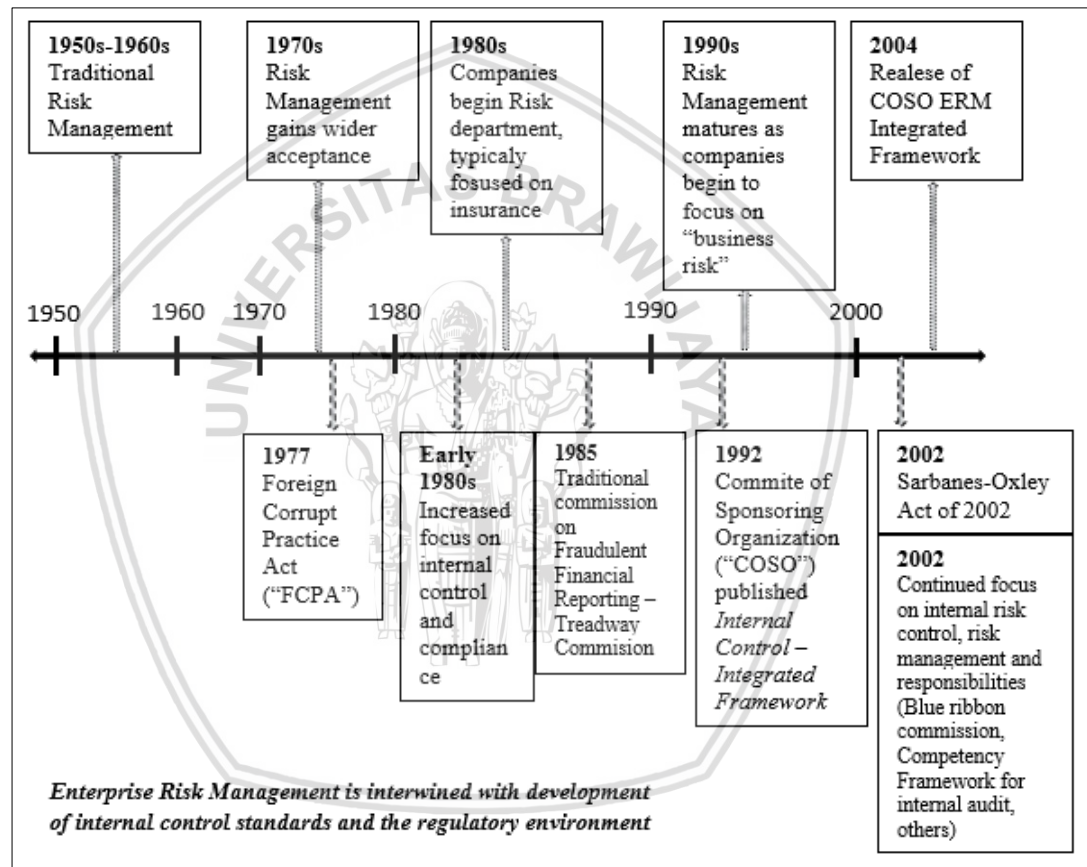 1950s-1960s
Traditional
Risk
Management
1970s
Risk
Management
gains wider
acceptance
1980s
Companies
begin Risk
department,
typicaly
fosused on
insurance
1990s
Risk
Management
matures as
companies
begin to
focus on
“business
risk”
2004
Realese of
COSO ERM
Integrated
Framework
1950
1960
1970
1980
1990
2000
1977
Foreign
Corrupt
Practice
Act
(“FCPA”)
Early
1980s
Increased
focus on
internal
control
and
complian
ce
1985
Traditional
commission
on
Fraudulent
Financial
Reporting –
Treadway
Commision
1992
Commite of
Sponsoring
Organization
(“COSO”)
published
Internal
Control –
Integrated
Framework
2002
Sarbanes-Oxley
Act of 2002
2002
Continued focus
on internal risk
control, risk
management and
responsibilities
(Blue ribbon
commission,
Competency
Framework for
internal audit,
others)
Enterprise Risk Management is interwined with development
of internal control standards and the regulatory environment
UNIVERSITAS BRAWIJAYA